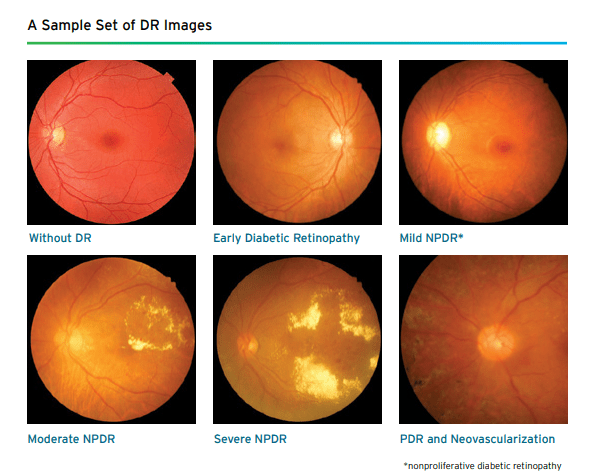 A Sample Set of DR Images
Without DR
Early Diabetic Retinopathy
Mild NPDR*
Moderate NPDR
Severe NPDR
PDR and Neovascularization
*nonproliferative diabetic retinopathy